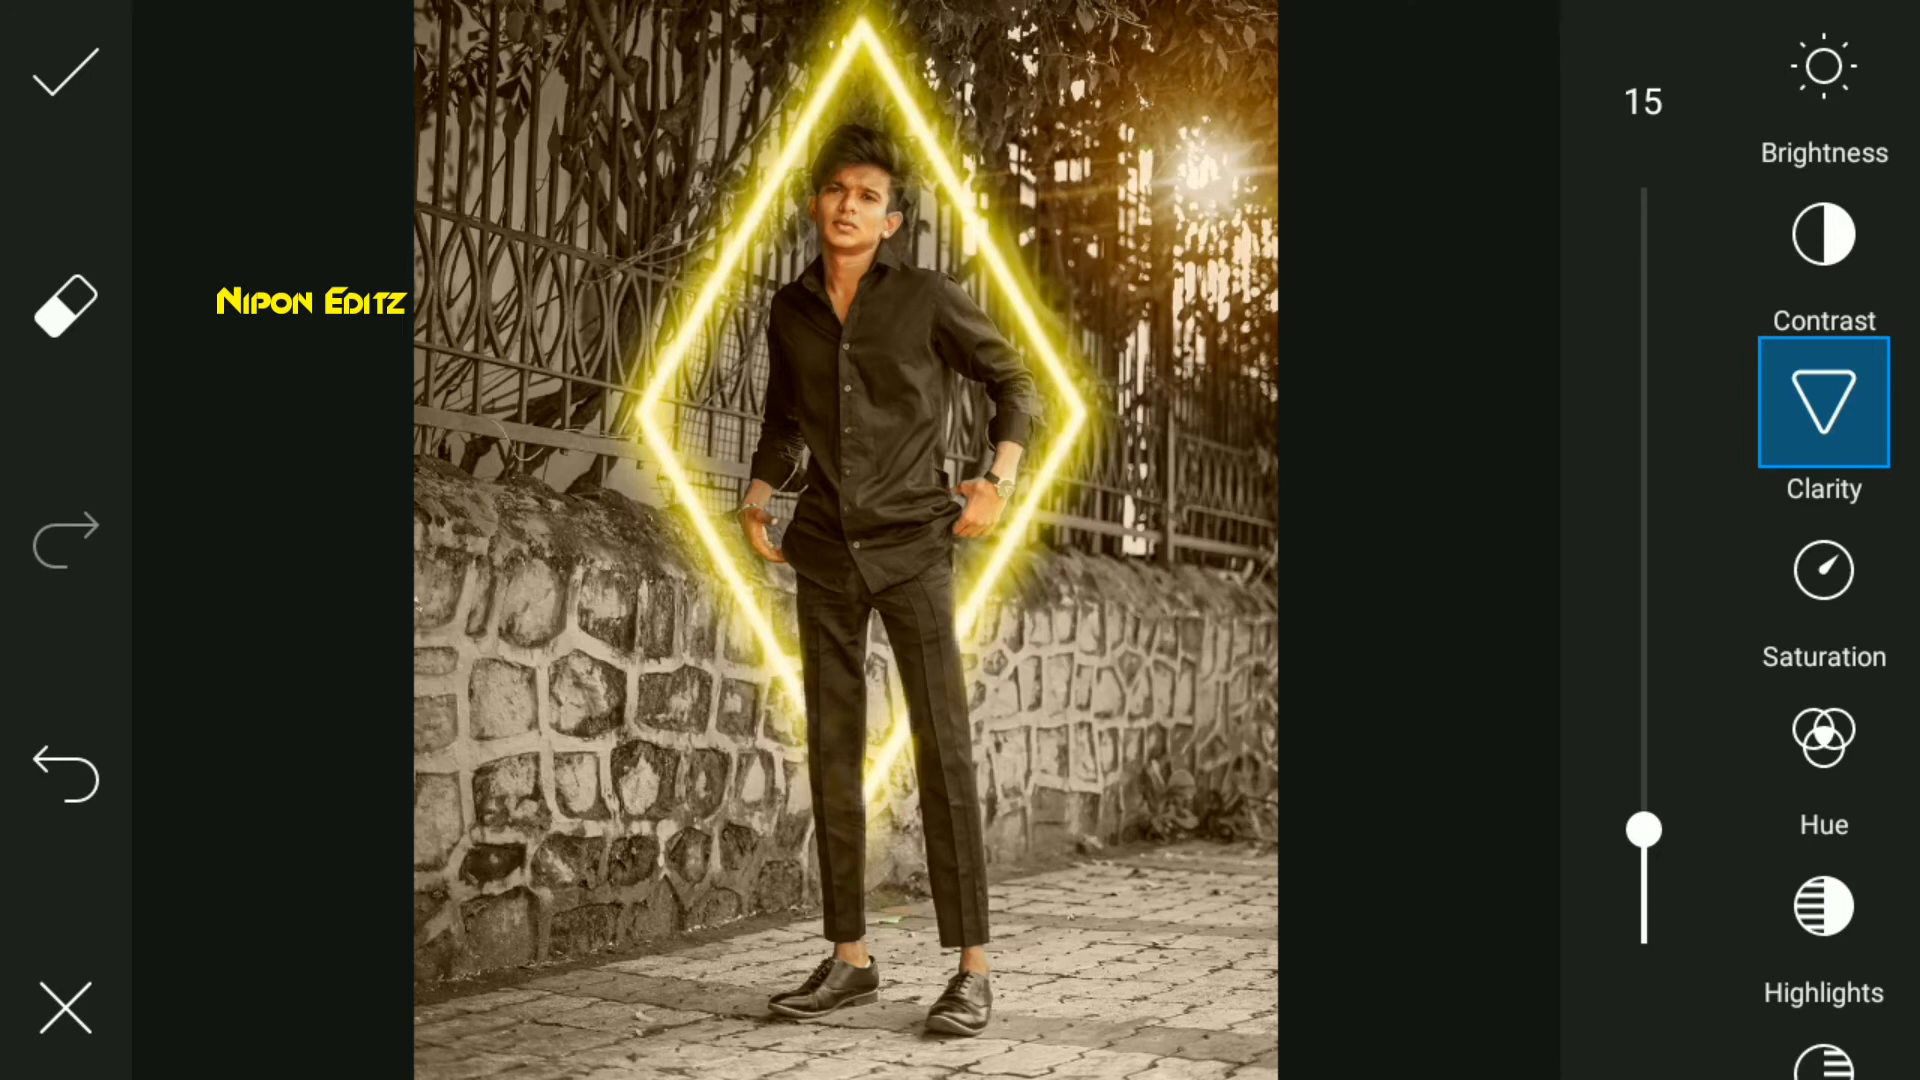 15
Brightness
Nipon Editz
Contrast
Clarity
Saturation
Hue
Highlights